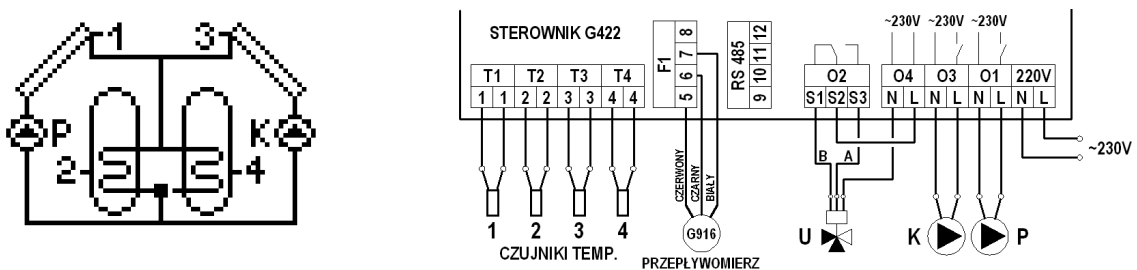 1 3
P K
2 4
STEROWNIK G422
T1 T2 T3 T4
1 1 2 2 3 3 4 4
F1
5 6 7 8
RS 485
9 10 11 12
~230V ~230V ~230V
O2 O4 O3 O1 220V
S1 S2 S3 N L N L N L N L
~230V
B A
CZERWONY
CZARNY
BIAŁY
G916
1 2 3 4
U K P
CZUJNIKI TEMP.
PRZEPŁYWOMIERZ